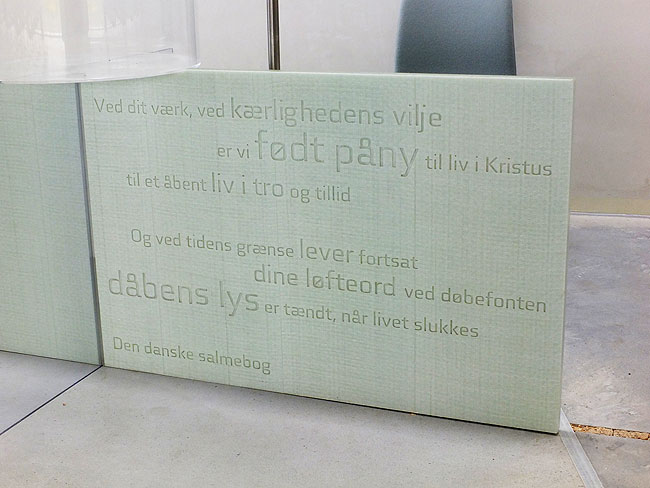 Ved dit værk, ved kærlighedens vilje
er vi født påny til liv i Kristus
til et åbent liv i tro og tillid
Og ved tidens grænse lever fortsat
dine løfteord ved døbefonten
dåbens lys er tændt, når livet slukkes
Den danske salmebog